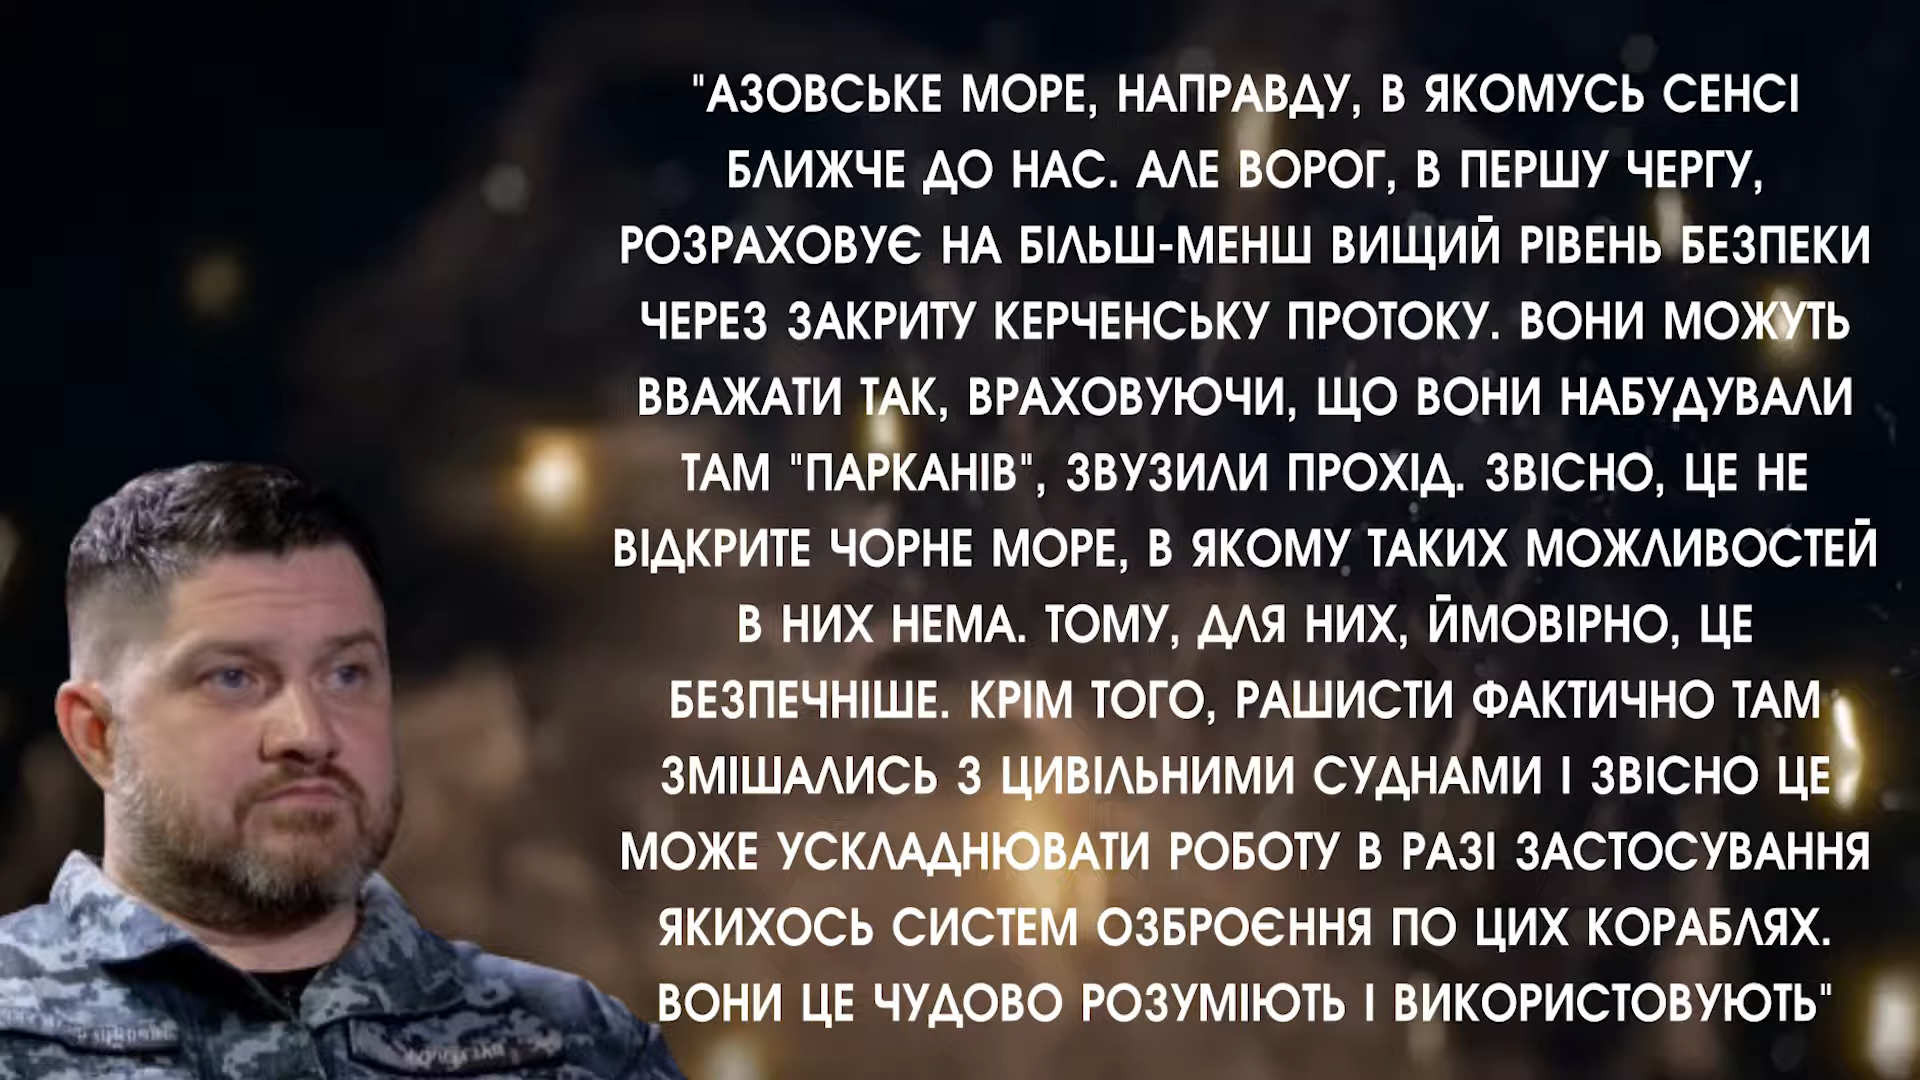 "АЗОВСЬКЕ МОРЕ, НАПРАВДУ, В ЯКОМУСЬ СЕНСІ
БЛИЖЧЕ ДО НАС. АЛЕ ВОРОГ, В ПЕРШУ ЧЕРГУ,
РОЗРАХОВУЄ НА БІЛЬШ-МЕНШ ВИЩИЙ РІВЕНЬ БЕЗПЕКИ
ЧЕРЕЗ ЗАКРИТУ КЕРЧЕНСЬКУ ПРОТОКУ. ВОНИ МОЖУТЬ
ВВАЖАТИ ТАК, ВРАХОВУЮЧИ, ЩО ВОНИ НАБУДУВАЛИ
ТАМ "ПАРКАНІВ", ЗВУЗИЛИ ПРОХІД. ЗВІСНО, ЦЕ НЕ
ВІДКРИТЕ ЧОРНЕ МОРЕ, В ЯКОМУ ТАКИХ МОЖЛИВОСТЕЙ
В НИХ НЕМА. ТОМУ, ДЛЯ НИХ, ЙМОВІРНО, ЦЕ
БЕЗПЕЧНІШЕ. КРІМ ТОГО, РАШИСТИ ФАКТИЧНО ТАМ
ЗМІШАЛИСЬ З ЦИВІЛЬНИМИ СУДНАМИ І ЗВІСНО ЦЕ
МОЖЕ УСКЛАДНЮВАТИ РОБОТУ В РАЗІ ЗАСТОСУВАННЯ
ЯКИХОСЬ СИСТЕМ ОЗБРОЄННЯ ПО ЦИХ КОРАБЛЯХ.
ВОНИ ЦЕ ЧУДОВО РОЗУМІЮТЬ І ВИКОРИСТОВУЮТЬ"